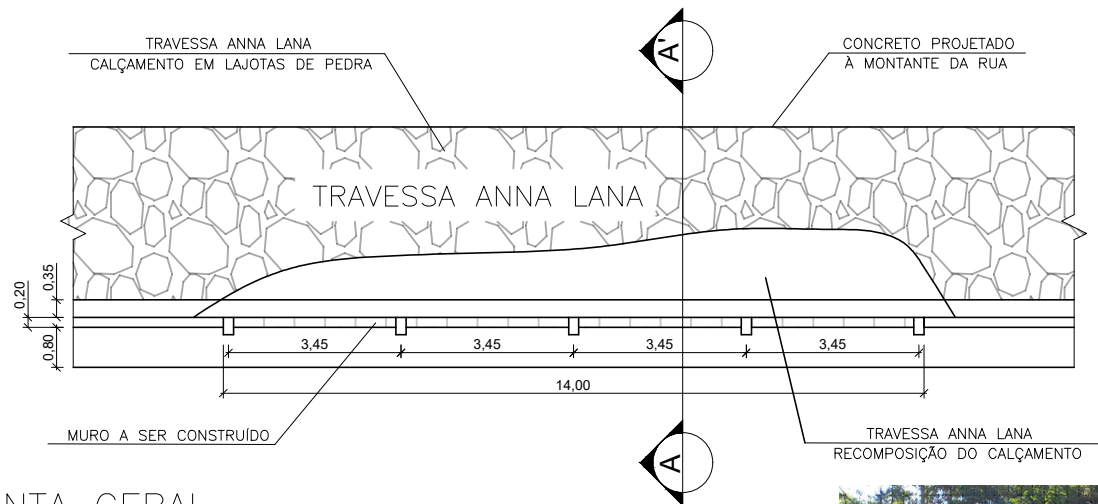 TRAVESSA ANNA LANA
CALÇAMENTO EM LAJOTAS DE PEDRA
A'
CONCRETO PROJETADO
À MONTANTE DA RUA
TRAVESSA ANNA LANA
0,35
0,20
0,80
3,45
3,45
3,45
3,45
14,00
MURO A SER CONSTRUÍDO
A
TRAVESSA ANNA LANA
RECOMPOSIÇÃO DO CALÇAMENTO